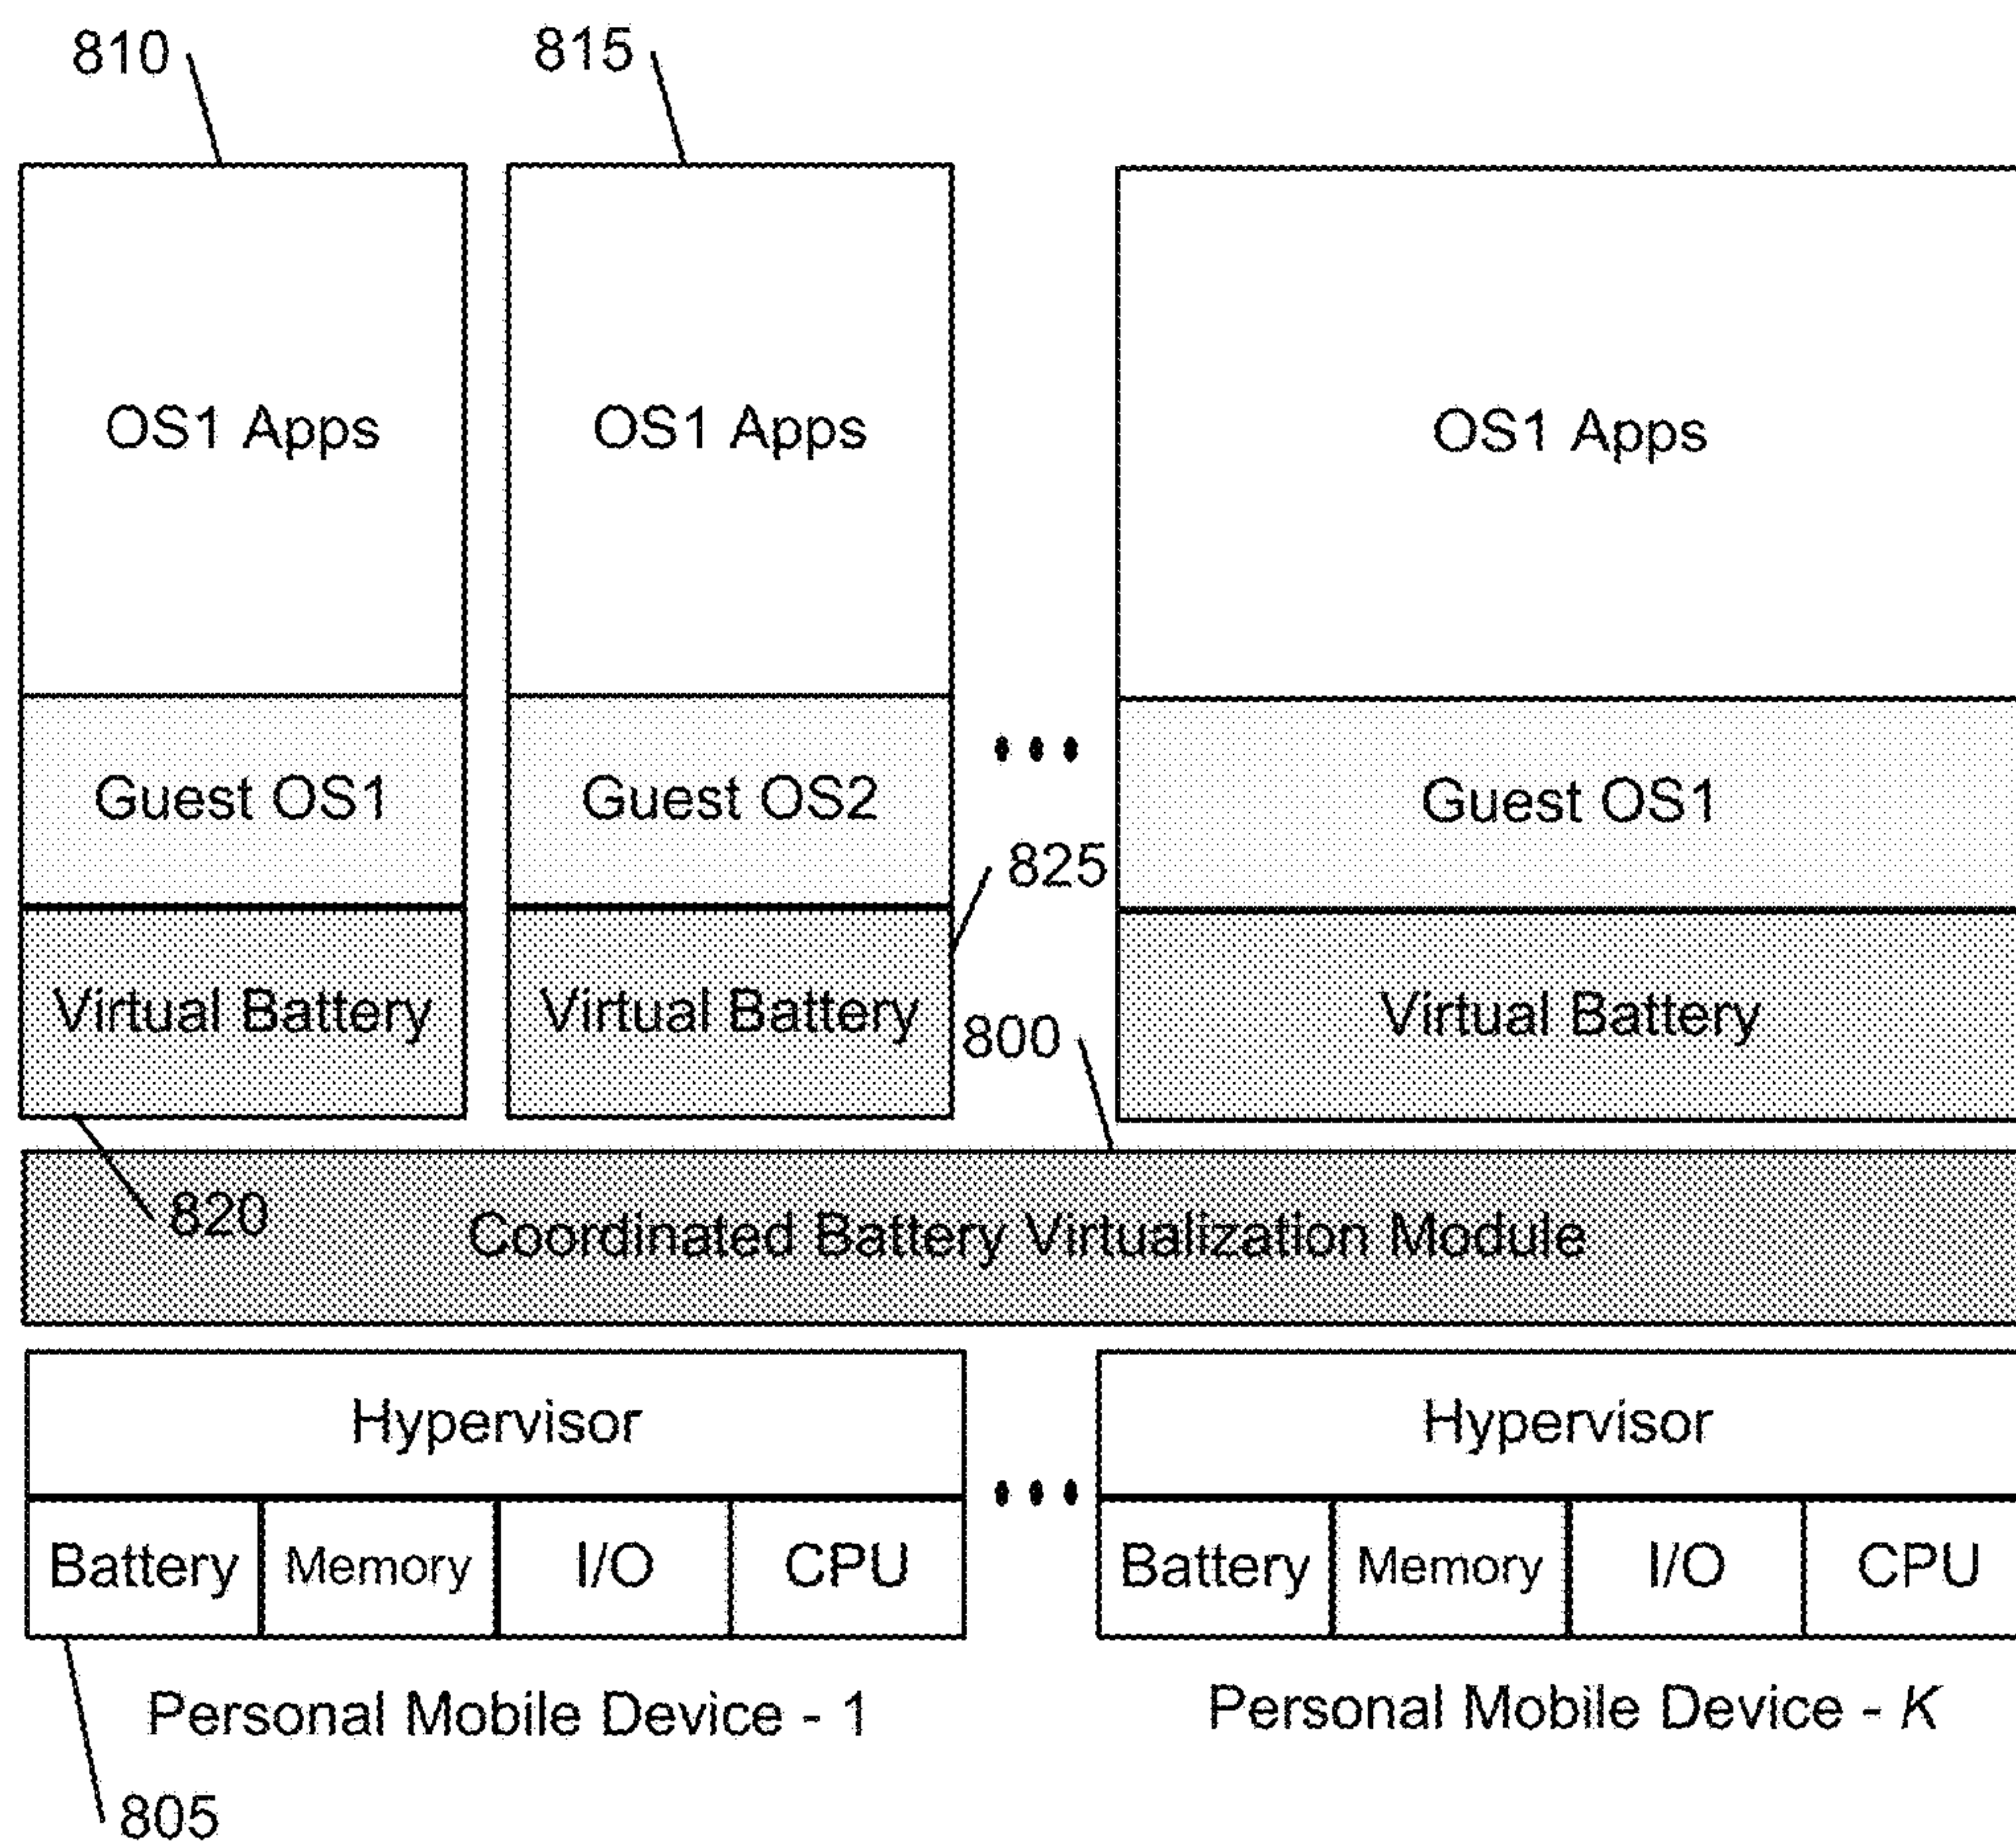 810
815
OS1 Apps
OS1 Apps
OS1 Apps
Guest OS1
Guest OS2
Guest OS1
825
Virtual Battery
Virtual Battery
Virtual Battery
800
820
Coordinated Battery Virtualization Module
Hypervisor
Hypervisor
Battery
Memory
I/O
CPU
Battery
Memory
I/O
CPU
Personal Mobile Device - 1
Personal Mobile Device - K
805